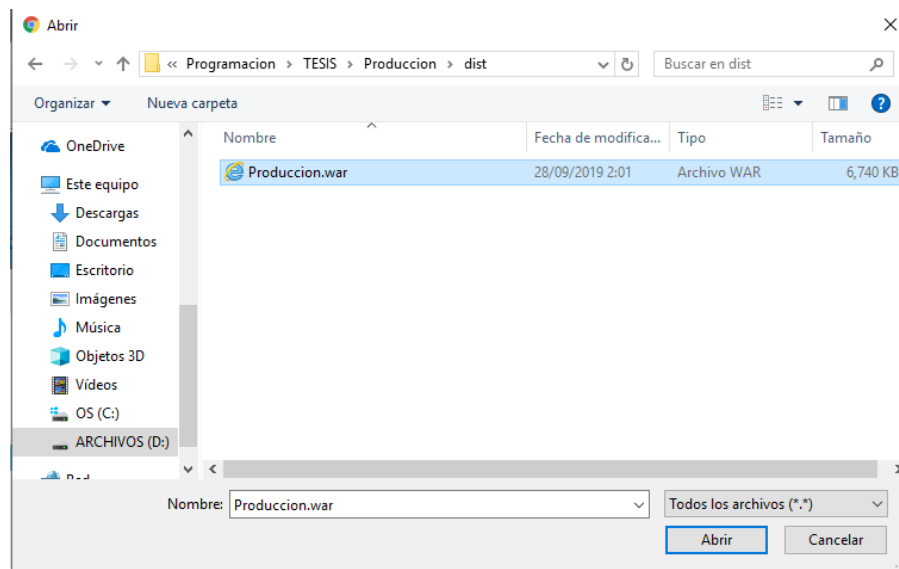 Abrir
« Programacion > TESIS > Produccion > dist
Buscar en dist
Organizar
Nueva carpeta
Nombre
Fecha de modifica...
Tipo
Tamaño
Produccion.war
28/09/2019 2:01
Archivo WAR
6,740 KB
OneDrive
Este equipo
Descargas
Documentos
Escritorio
Imágenes
Música
Objetos 3D
Vídeos
OS (C:)
ARCHIVOS (D:)
Nombre:
Produccion.war
Todos los archivos (*.*)
Abrir
Cancelar